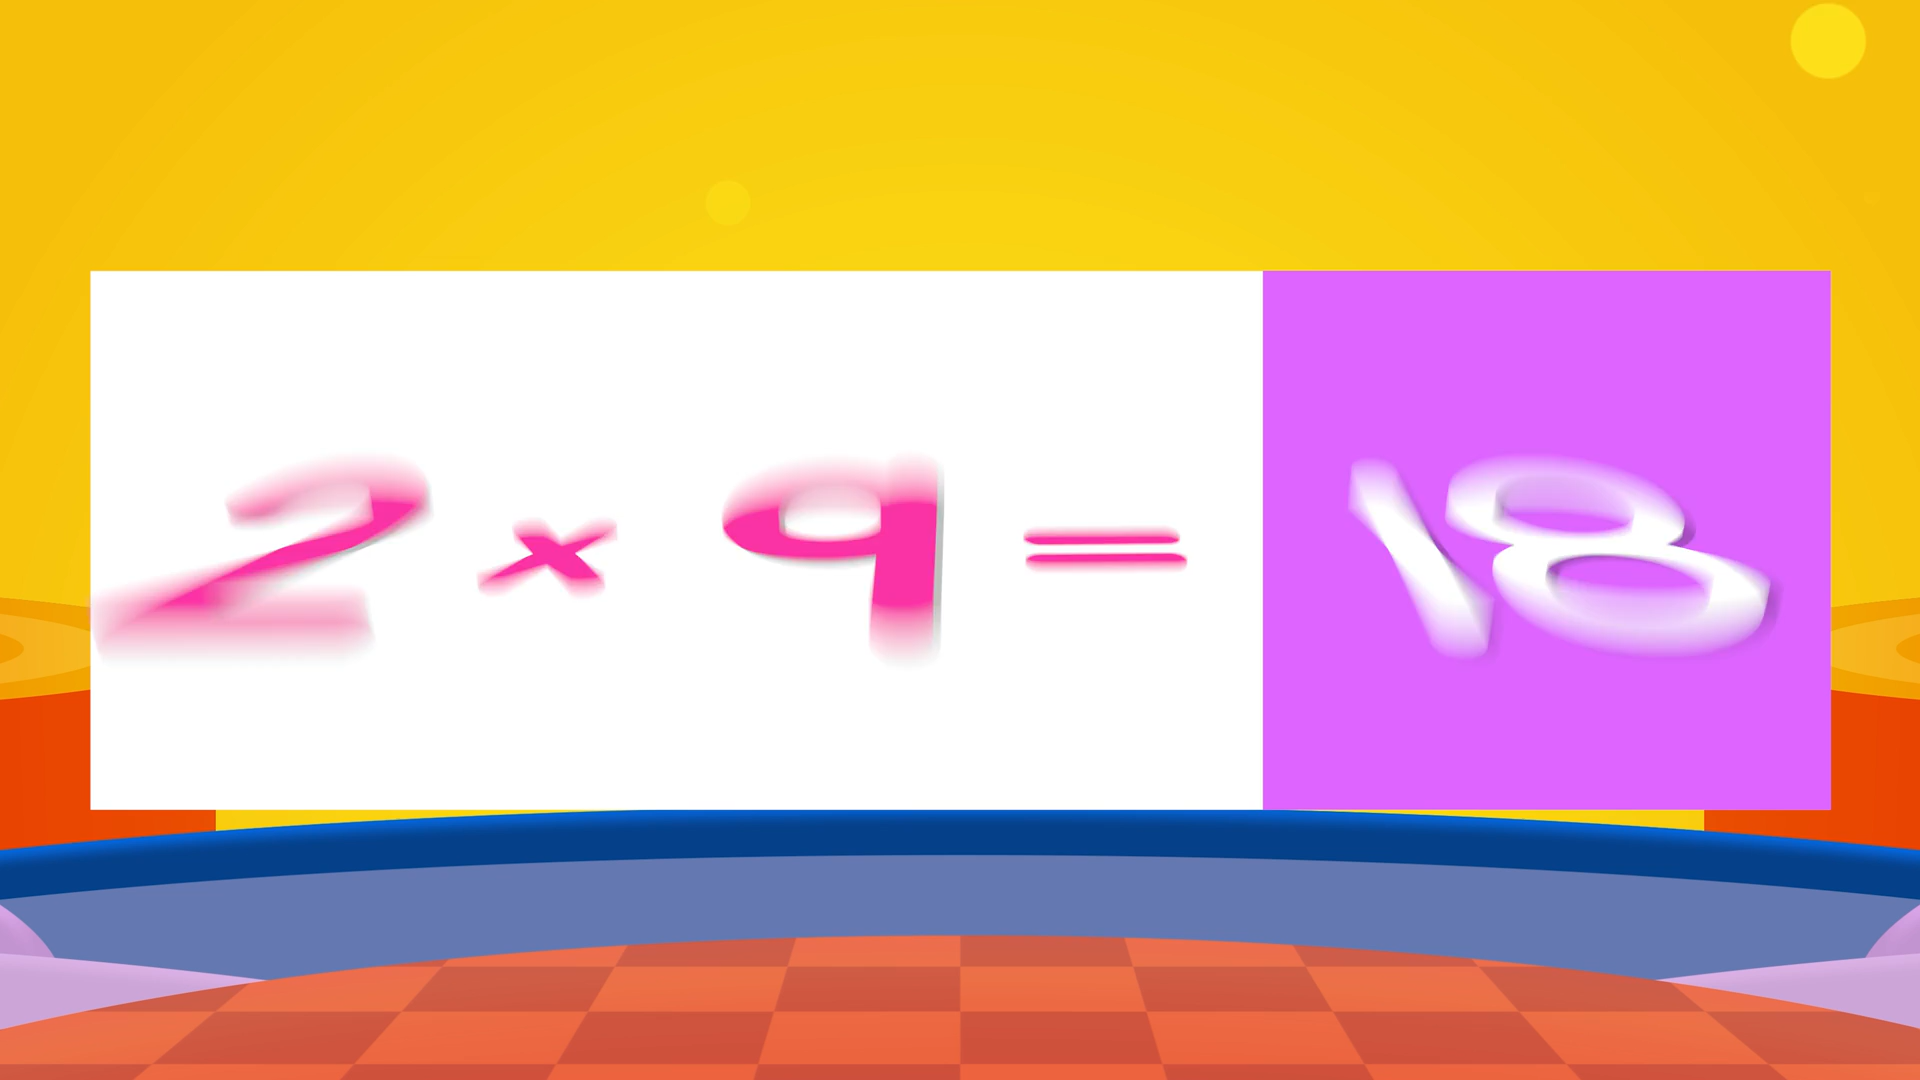 2 × 9 = 18